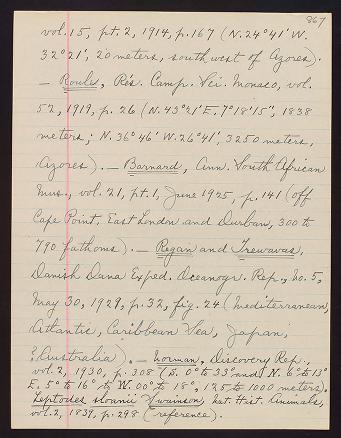 867
vol. 15, pt. 2, 1914, p. 167 (N. 24°41' W.
32°21', 20 meters, southwest of Azores).
— Roule, Rés. Camp. Sci. Monaco, vol.
52, 1919, p. 26 (N. 43°21' E. 7°18'15", 1838
meters; N. 36°46' W. 26°41', 3250 meters,
Azores). — Barnard, Ann. South African
Mus., vol. 21, pt. 1, June 1925, p. 141 (off
Cape Point, East London and Durban, 300 to
790 fathoms). — Regan and Trewavas,
Danish Dana Exped. Oceanogr. Rep., No. 5,
May 30, 1929, p. 32, fig. 24 (Mediterranean,
Atlantic, Caribbean Sea, Japan,
? Australia). — Norman, Discovery Rep.,
vol. 2, 1930, p. 308 (S. 0° to 33° and N. 6° to 13°
E. 5° to 16° to W. 00° to 18°, 125 to 1000 meters).
Leptodes sloanii Swainson, Nat. Hist. Animals,
vol. 2, 1839, p. 298 (reference).